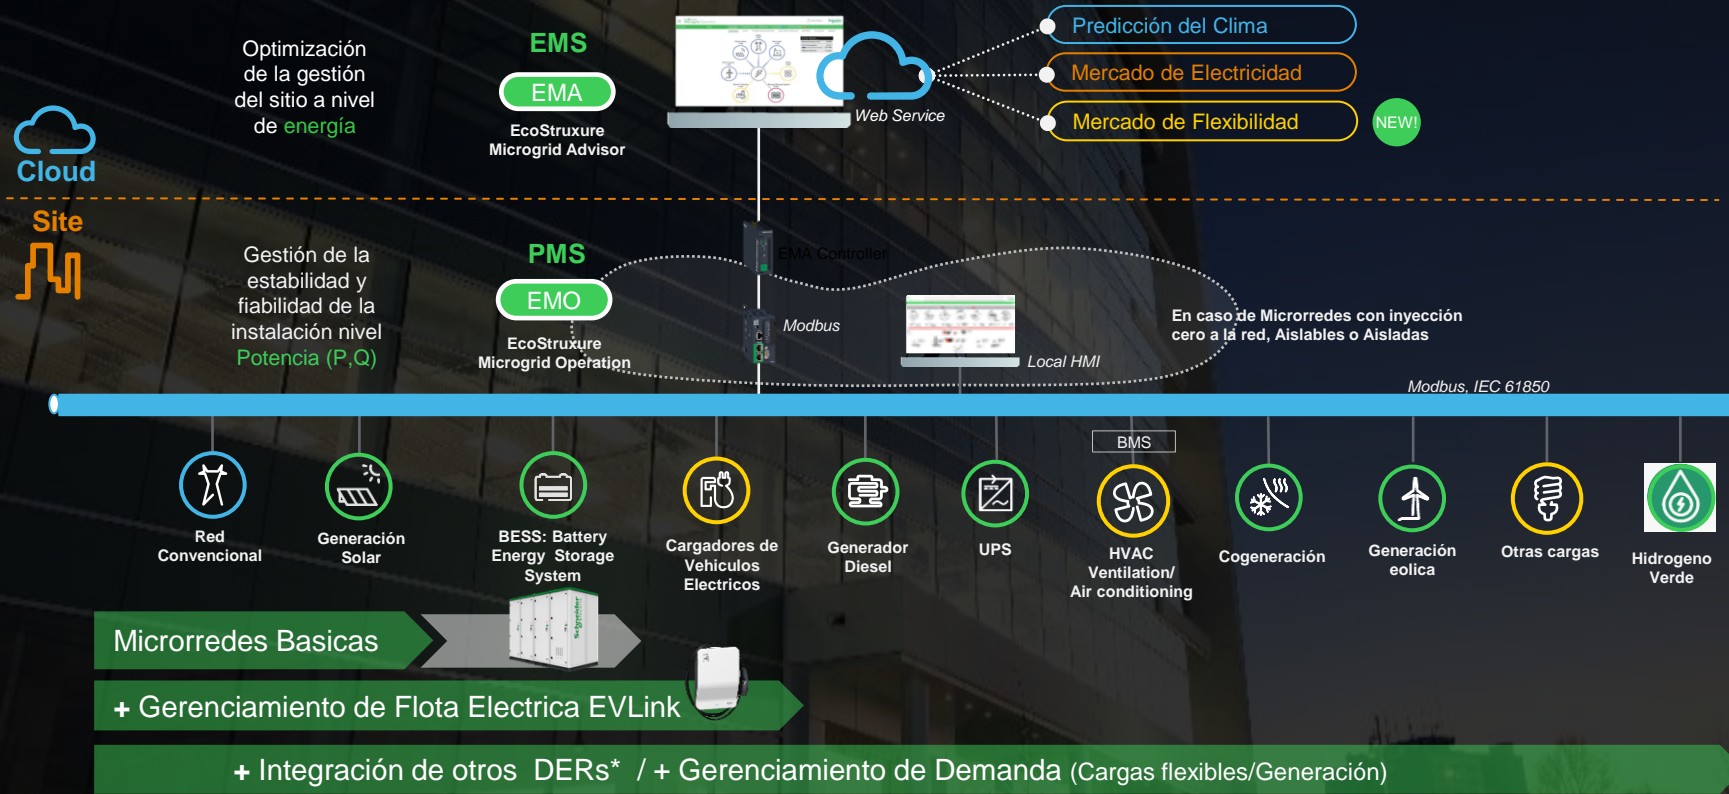 Optimización
de la gestión
del sitio a nivel
de energía
EMS
EMA
EcoStruxure
Microgrid Advisor
Web Service
Predicción del Clima
Mercado de Electricidad
Mercado de Flexibilidad
NEW!
Cloud
Site
Gestión de la
estabilidad y
fiabilidad de la
instalación nivel
Potencia (P,Q)
PMS
EMO
EcoStruxure
Microgrid Operation
EMA Controller
Modbus
Local HMI
En caso de Microrredes con inyección
cero a la red, Aislables o Aisladas
Modbus, IEC 61850
BMS
Red
Convencional
Generación
Solar
BESS: Battery
Energy Storage
System
Cargadores de
Vehiculos
Electricos
Generador
Diesel
UPS
HVAC
Ventilation/
Air conditioning
Cogeneración
Generación
eolica
Otras cargas
Hidrogeno
Verde
Schneider
Microrredes Basicas
+ Gerenciamiento de Flota Electrica EVLink
+ Integración de otros DERs* / + Gerenciamiento de Demanda (Cargas flexibles/Generación)